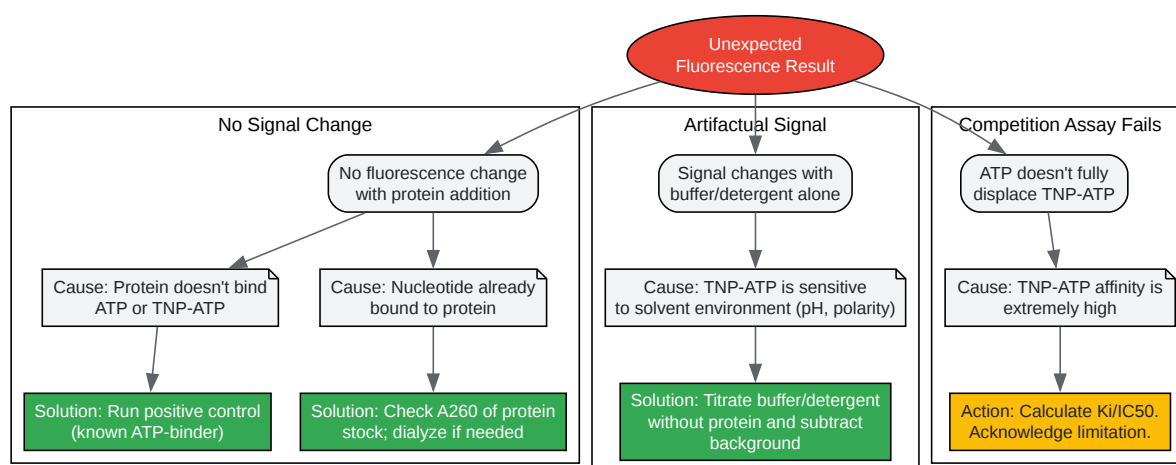 Unexpected
Fluorescence Result
No Signal Change
Artifactual Signal
Competition Assay Fails
No fluorescence change
with protein addition
Signal changes with
buffer/detergent alone
ATP doesn't fully
displace TNP-ATP
Cause: Protein doesn't bind
ATP or TNP-ATP
Cause: Nucleotide already
bound to protein
Cause: TNP-ATP is sensitive
to solvent environment (pH, polarity)
Cause: TNP-ATP affinity is
extremely high
Solution: Run positive control
(known ATP-binder)
Solution: Check A260 of protein
stock; dialyze if needed
Solution: Titrate buffer/detergent
without protein and subtract
background
Action: Calculate Ki/IC50.
Acknowledge limitation.